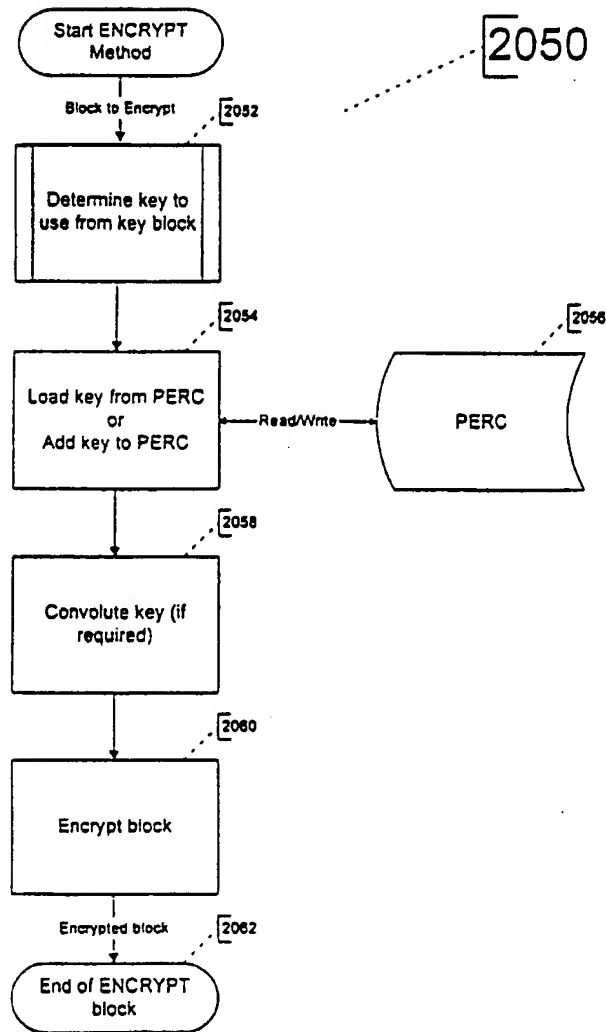 Start ENCRYPT
Method
2050
Block to Encrypt
2052
Determine key to
use from key block
2054
2056
Load key from PERC
or
Add key to PERC
Read/Write
PERC
2058
Convolute key (if
required)
2060
Encrypt block
Encrypted block
2062
End of ENCRYPT
block